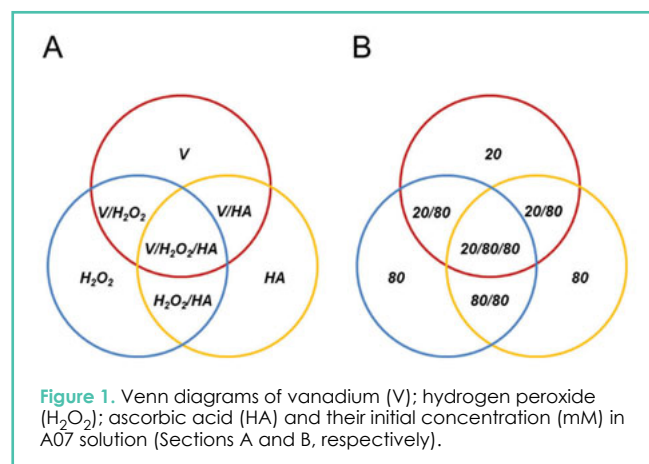 A
B
V
20
V/H₂O₂
V/HA
20/80
20/80
V/H₂O₂/HA
20/80/80
H₂O₂
HA
80
80
H₂O₂/HA
80/80
Figure 1. Venn diagrams of vanadium (V); hydrogen peroxide
(H₂O₂); ascorbic acid (HA) and their initial concentration (mM) in
A07 solution (Sections A and B, respectively).